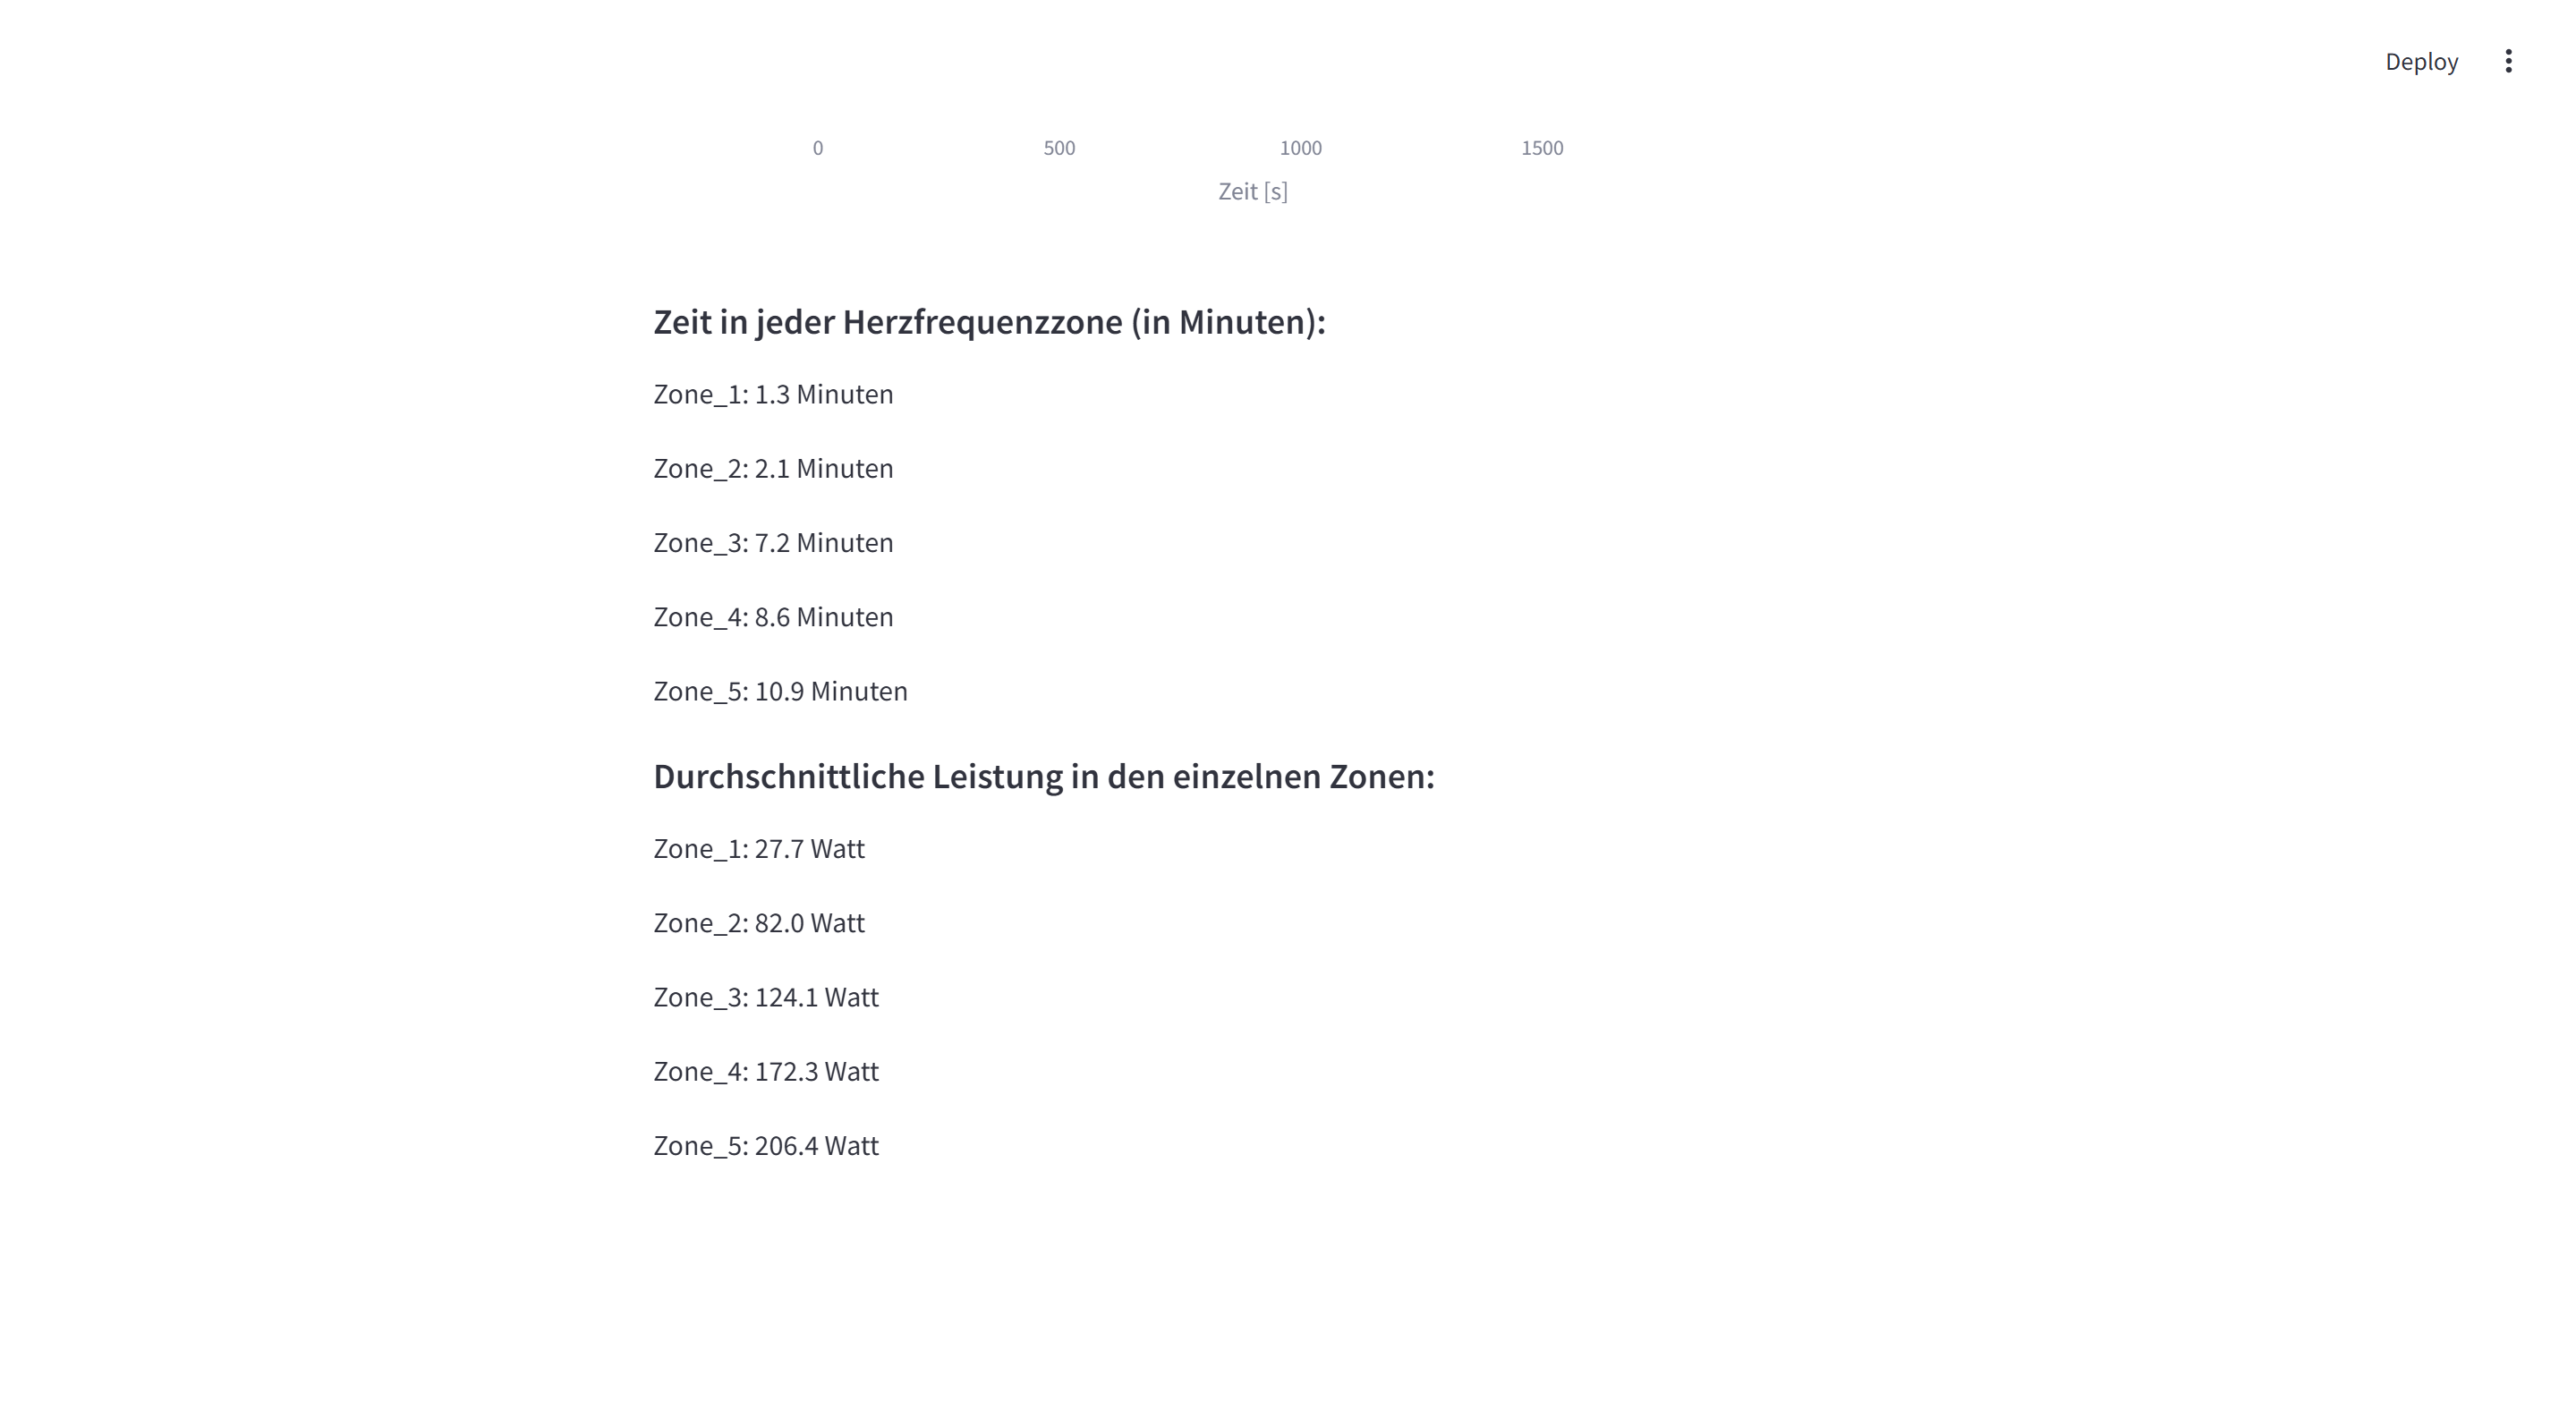 Deploy
0 500 1000 1500
Zeit [s]
Zeit in jeder Herzfrequenzzone (in Minuten):
Zone_1: 1.3 Minuten
Zone_2: 2.1 Minuten
Zone_3: 7.2 Minuten
Zone_4: 8.6 Minuten
Zone_5: 10.9 Minuten
Durchschnittliche Leistung in den einzelnen Zonen:
Zone_1: 27.7 Watt
Zone_2: 82.0 Watt
Zone_3: 124.1 Watt
Zone_4: 172.3 Watt
Zone_5: 206.4 Watt